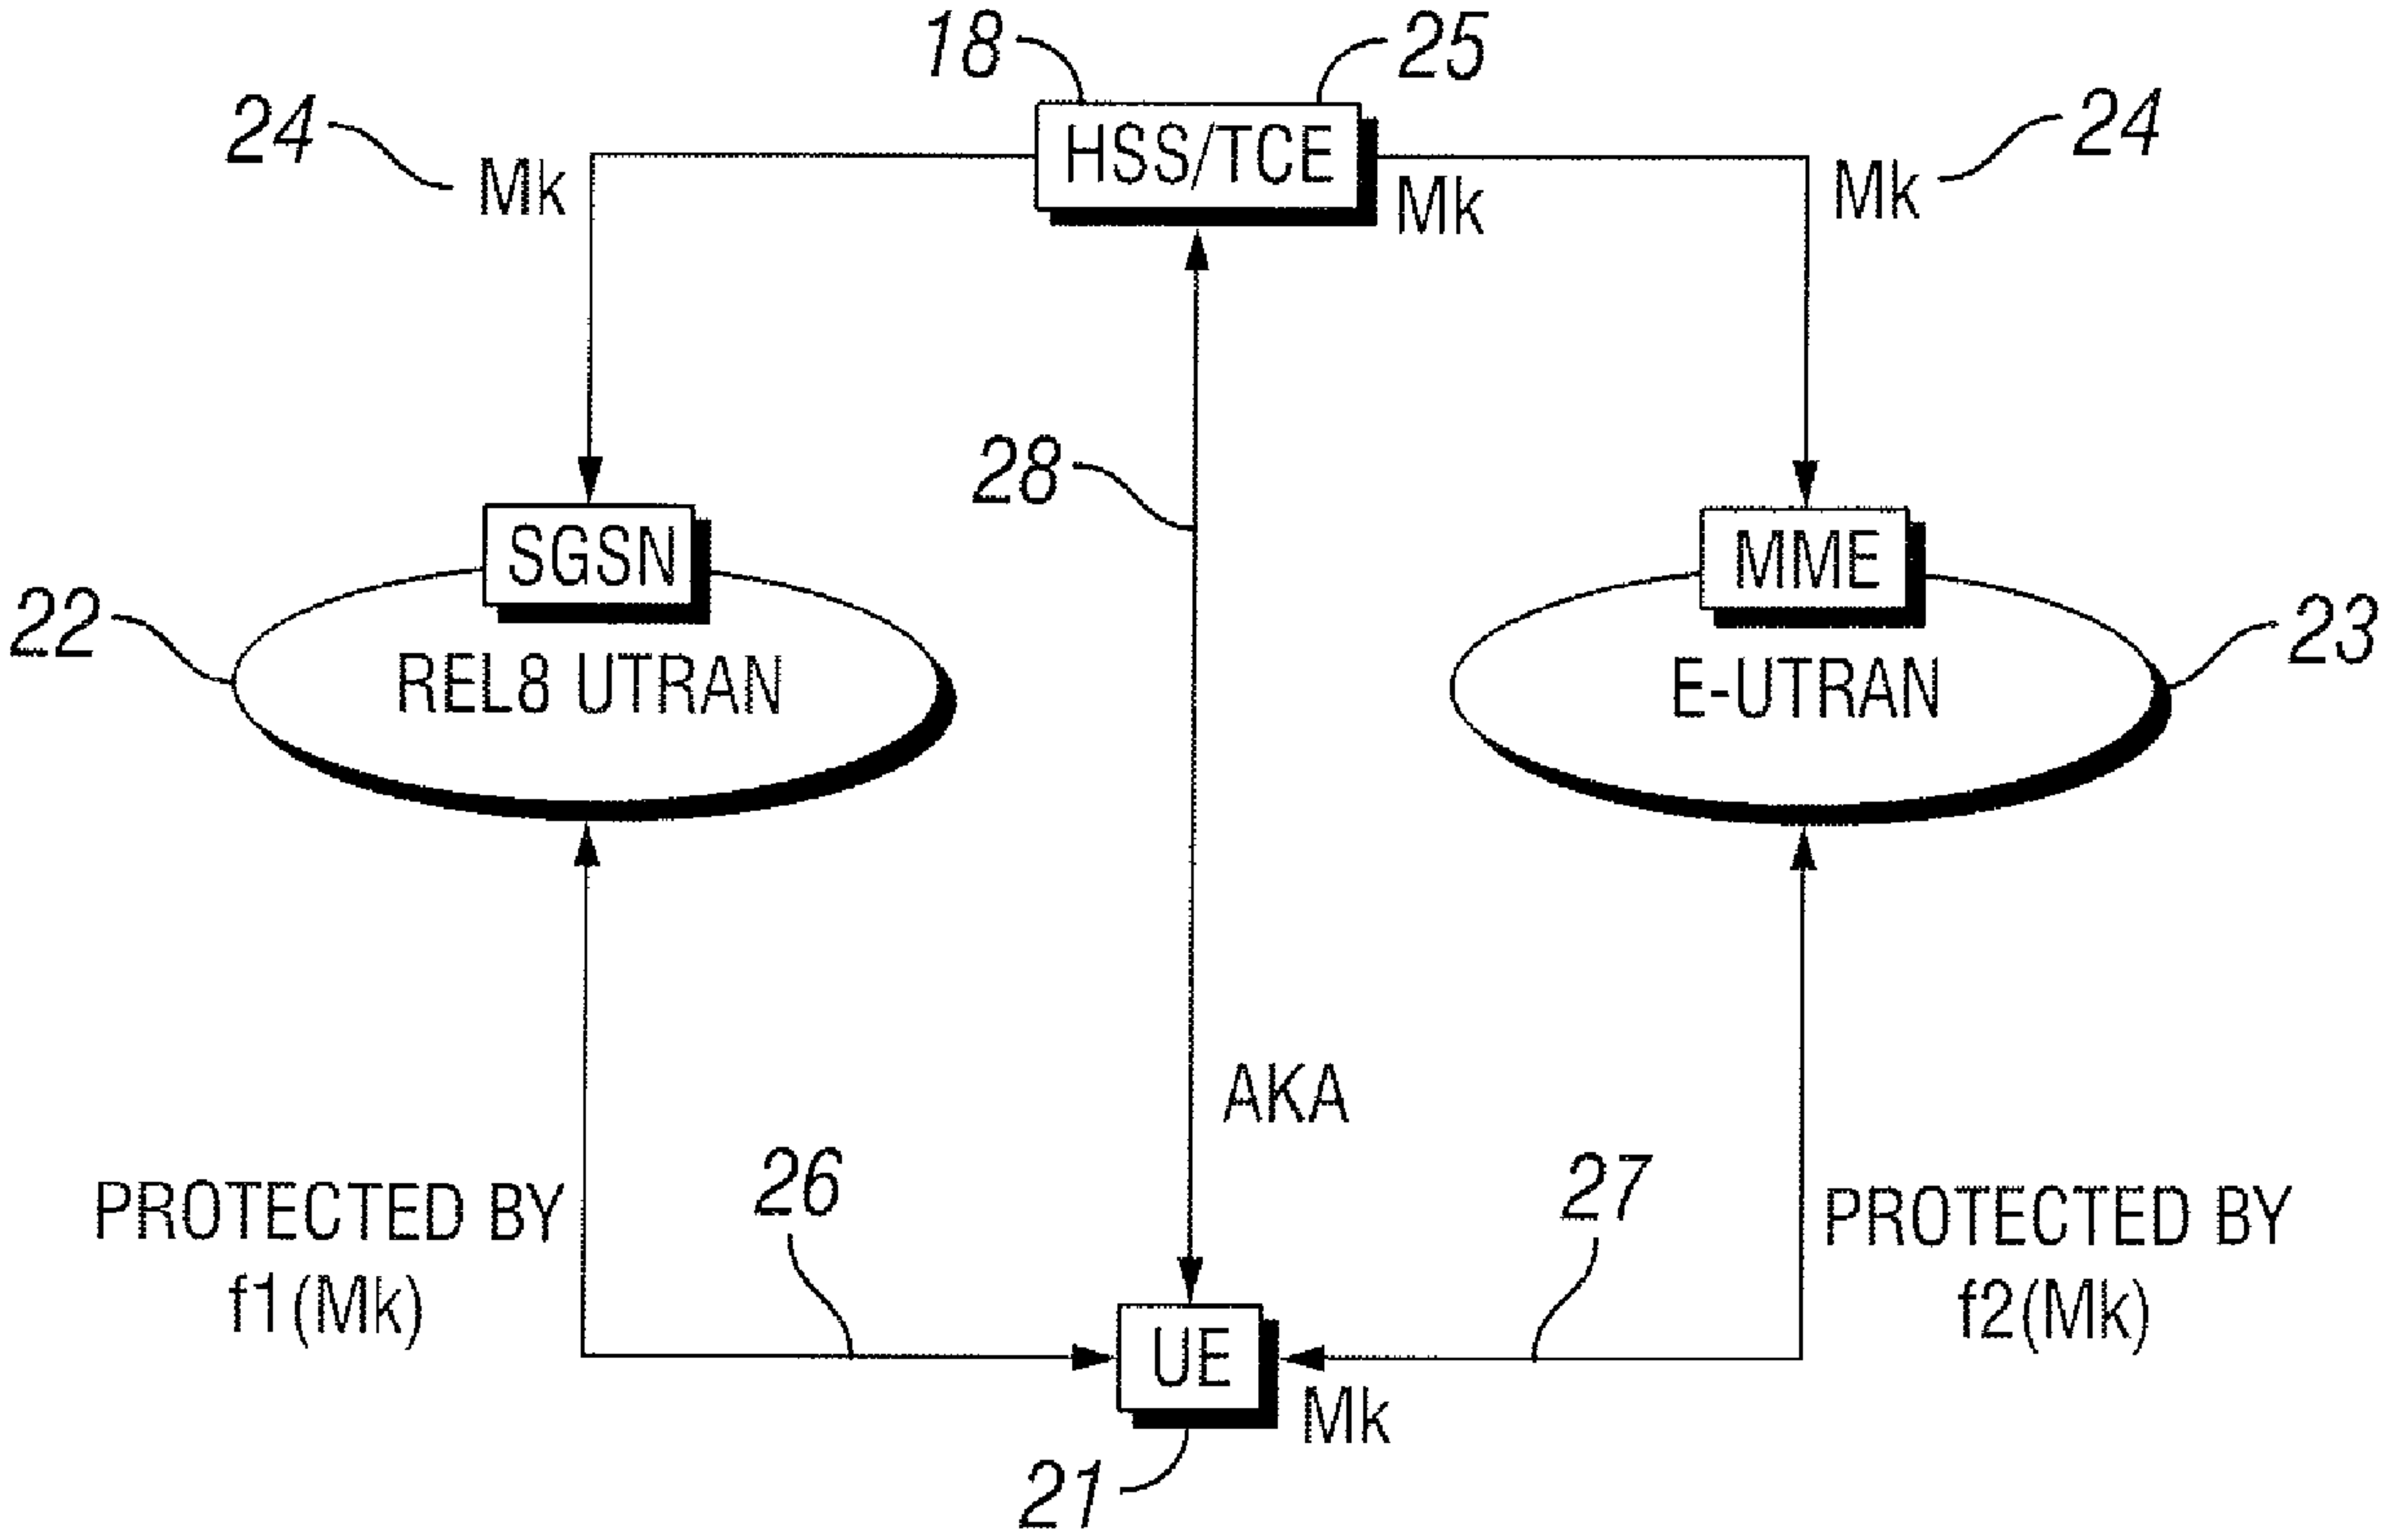 18
25
24
24
HSS/TCE
Mk
Mk
Mk
28
SGSN
MME
22
REL8 UTRAN
E-UTRAN
23
AKA
26
27
PROTECTED BY
f1(Mk)
PROTECTED BY
f2(Mk)
UE
Mk
21